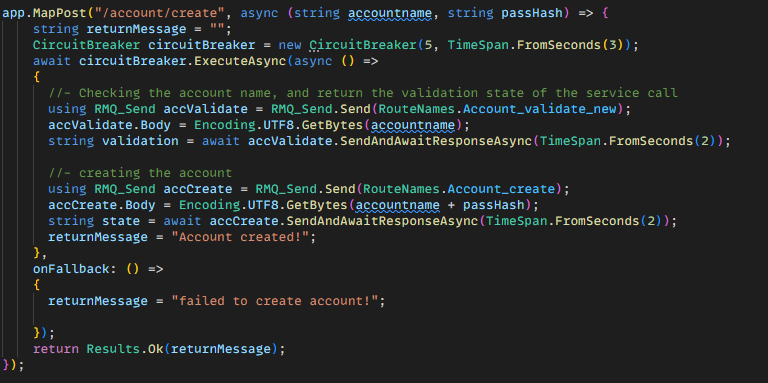 app.MapPost("/account/create", async (string accountname, string passHash) => {
string returnMessage = "";
CircuitBreaker circuitBreaker = new CircuitBreaker(5, TimeSpan.FromSeconds(3));
await circuitBreaker.ExecuteAsync(async () =>
{
//- Checking the account name, and return the validation state of the service call
using RMQ_Send accValidate = RMQ_Send.Send(RouteNames.Account_validate_new);
accValidate.Body = Encoding.UTF8.GetBytes(accountname);
string validation = await accValidate.SendAndAwaitResponseAsync(TimeSpan.FromSeconds(2));
//- creating the account
using RMQ_Send accCreate = RMQ_Send.Send(RouteNames.Account_create);
accCreate.Body = Encoding.UTF8.GetBytes(accountname + passHash);
string state = await accCreate.SendAndAwaitResponseAsync(TimeSpan.FromSeconds(2));
returnMessage = "Account created!";
},
onFallback: () =>
{
returnMessage = "failed to create account!";
});
return Results.Ok(returnMessage);
});